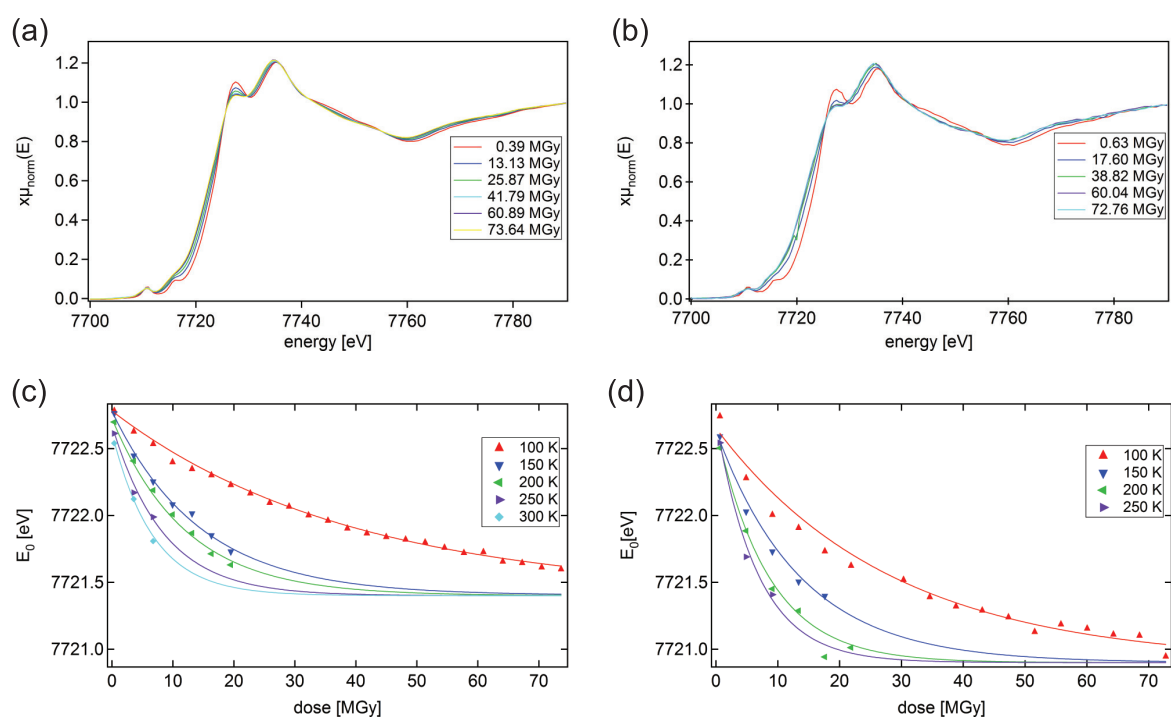 (a)
1.2
1.0
0.8
0.6
0.4
0.2
0.0
xμnorm(E)
0.39 MGy
13.13 MGy
25.87 MGy
41.79 MGy
60.89 MGy
73.64 MGy
7700 7720 7740 7760 7780
energy [eV]
(b)
1.2
1.0
0.8
0.6
0.4
0.2
0.0
xμnorm(E)
0.63 MGy
17.60 MGy
38.82 MGy
60.04 MGy
72.76 MGy
7700 7720 7740 7760 7780
energy [eV]
(c)
7722.5
7722.0
7721.5
7721.0
E0 [eV]
100 K
150 K
200 K
250 K
300 K
0 10 20 30 40 50 60 70
dose [MGy]
(d)
7722.5
7722.0
7721.5
7721.0
E0[eV]
100 K
150 K
200 K
250 K
0 10 20 30 40 50 60 70
dose [MGy]